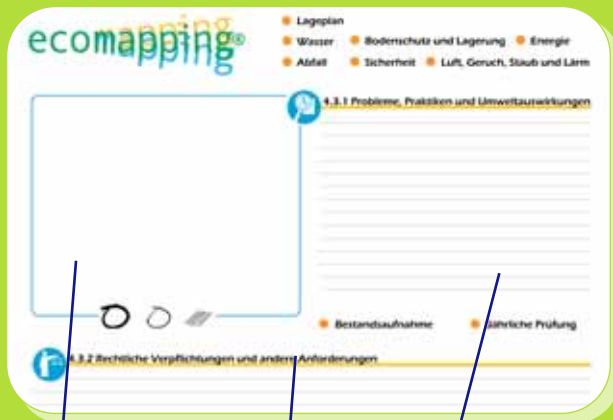 ecomapping®
Lageplan
Wasser Bodenschutz und Lagerung Energie
Abfall Sicherheit Luft, Geruch, Staub und Lärm
4.3.1 Probleme, Praktiken und Umweltauswirkungen
Bestandsaufnahme Jährliche Prüfung
4.3.2 Rechtliche Verpflichtungen und andere Anforderungen